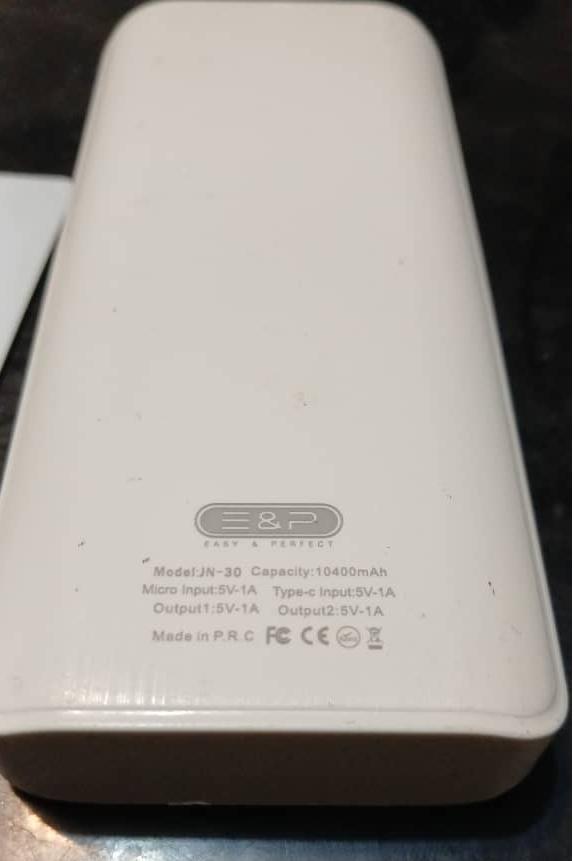 E&P
EASY & PERFECT
Model:JN-30 Capacity:10400mAh
Micro Input:5V-1A Type-c Input:5V-1A
Output1:5V-1A Output2:5V-1A
Made in P.R.C FC CE